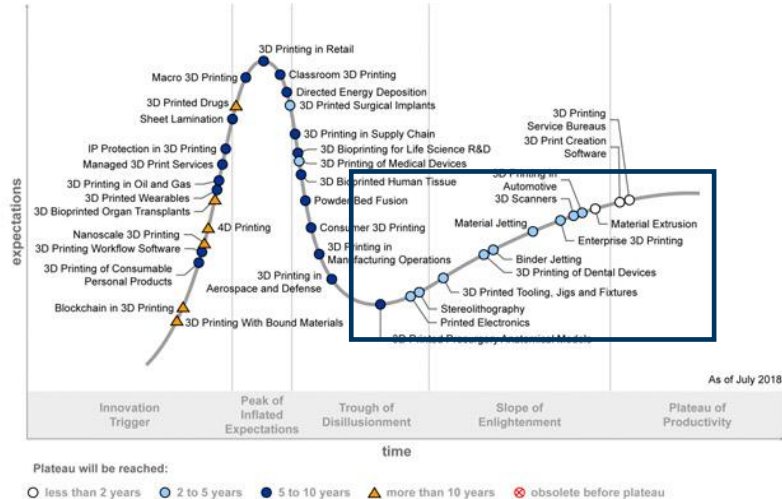 3D Printing in Retail
Macro 3D Printing
Classroom 3D Printing
Directed Energy Deposition
3D Printed Drugs
3D Printed Surgical Implants
Sheet Lamination
3D Printing in Supply Chain
IP Protection in 3D Printing
3D Bioprinting for Life Science R&D
Managed 3D Print Services
3D Printing of Medical Devices
3D Printing in Oil and Gas
3D Bioprinted Human Tissue
3D Printed Wearables
Powder Bed Fusion
3D Bioprinted Organ Transplants
4D Printing
Consumer 3D Printing
Nanoscale 3D Printing
3D Printing Workflow Software
3D Printing in
Manufacturing Operations
3D Printing of Consumable
Personal Products
3D Printing in
Aerospace and Defense
Blockchain in 3D Printing
3D Printing With Bound Materials
3D Printing
Service Bureaus
3D Print Creation
Software
3D Printing in
Automotive
3D Scanners
Material Jetting
Material Extrusion
Enterprise 3D Printing
Binder Jetting
3D Printing of Dental Devices
3D Printed Tooling, Jigs and Fixtures
Stereolithography
Printed Electronics
3D Printed Presurgery Anatomical Models
expectations
As of July 2018
Innovation
Trigger
Peak of
Inflated
Expectations
Trough of
Disillusionment
Slope of
Enlightenment
Plateau of
Productivity
time
Plateau will be reached:
less than 2 years
2 to 5 years
5 to 10 years
more than 10 years
obsolete before plateau